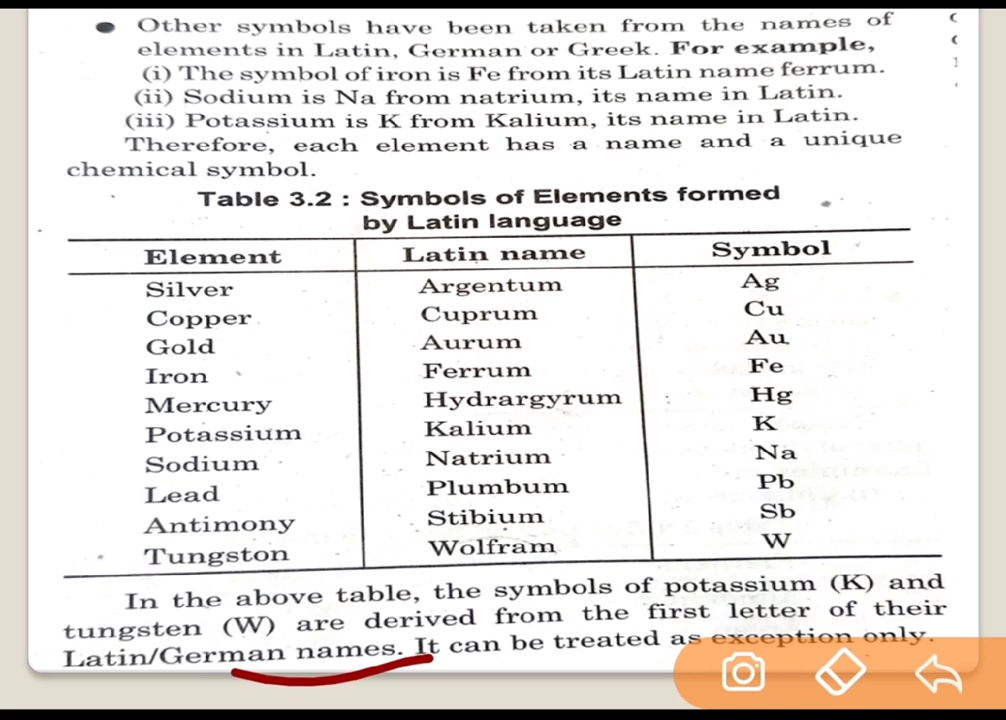 ● Other symbols have been taken from the names of
elements in Latin, German or Greek. For example,
(i) The symbol of iron is Fe from its Latin name ferrum.
(ii) Sodium is Na from natrium, its name in Latin.
(iii) Potassium is K from Kalium, its name in Latin.
Therefore, each element has a name and a unique
chemical symbol.
Table 3.2 : Symbols of Elements formed
by Latin language
Element Latin name Symbol
Silver Argentum Ag
Copper Cuprum Cu
Gold Aurum Au
Iron Ferrum Fe
Mercury Hydrargyrum Hg
Potassium Kalium K
Sodium Natrium Na
Lead Plumbum Pb
Antimony Stibium Sb
Tungston Wolfram W
In the above table, the symbols of potassium (K) and
tungsten (W) are derived from the first letter of their
Latin/German names. It can be treated as exception only.